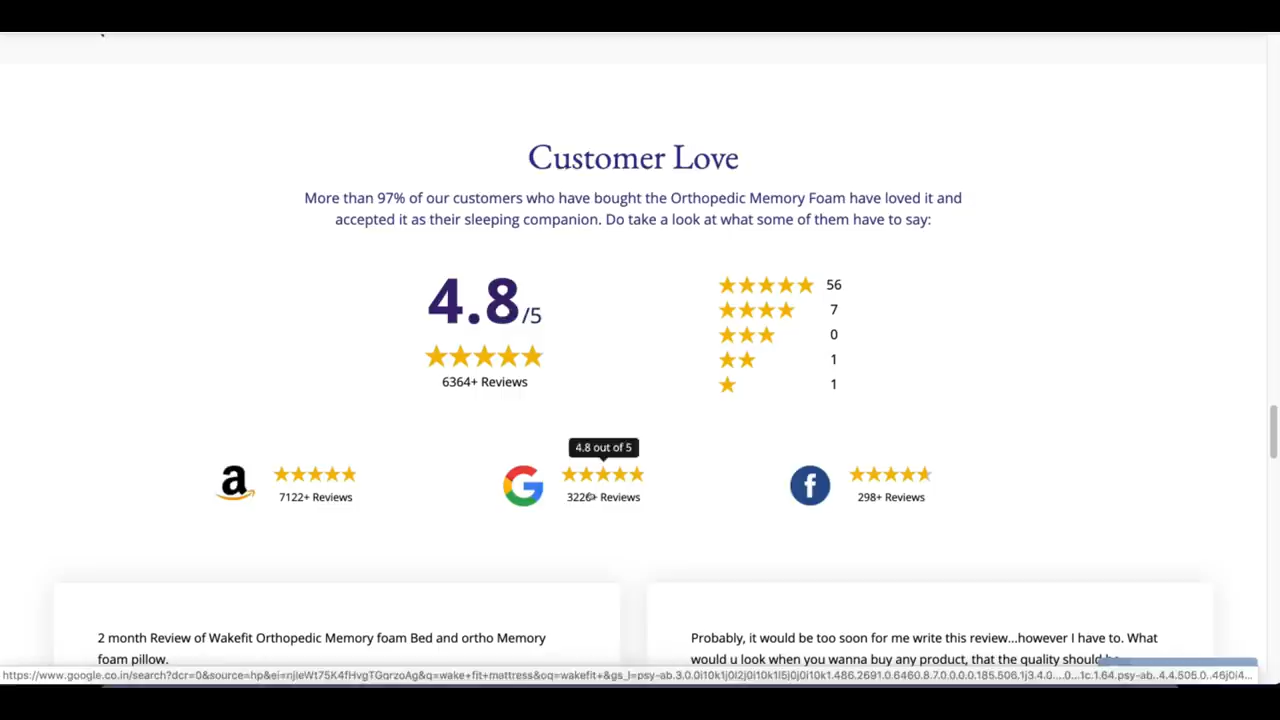 Customer Love
More than 97% of our customers who have bought the Orthopedic Memory Foam have loved it and
accepted it as their sleeping companion. Do take a look at what some of them have to say:
4.8/5
6364+ Reviews
56
7
0
1
1
4.8 out of 5
a
7122+ Reviews
G
Reviews
f
298+ Reviews
2 month Review of Wakefit Orthopedic Memory foam Bed and ortho Memory
foam pillow.
Probably, it would be too soon for me write this review...however I have to. What
would u look when you wanna buy any product, that the quality should